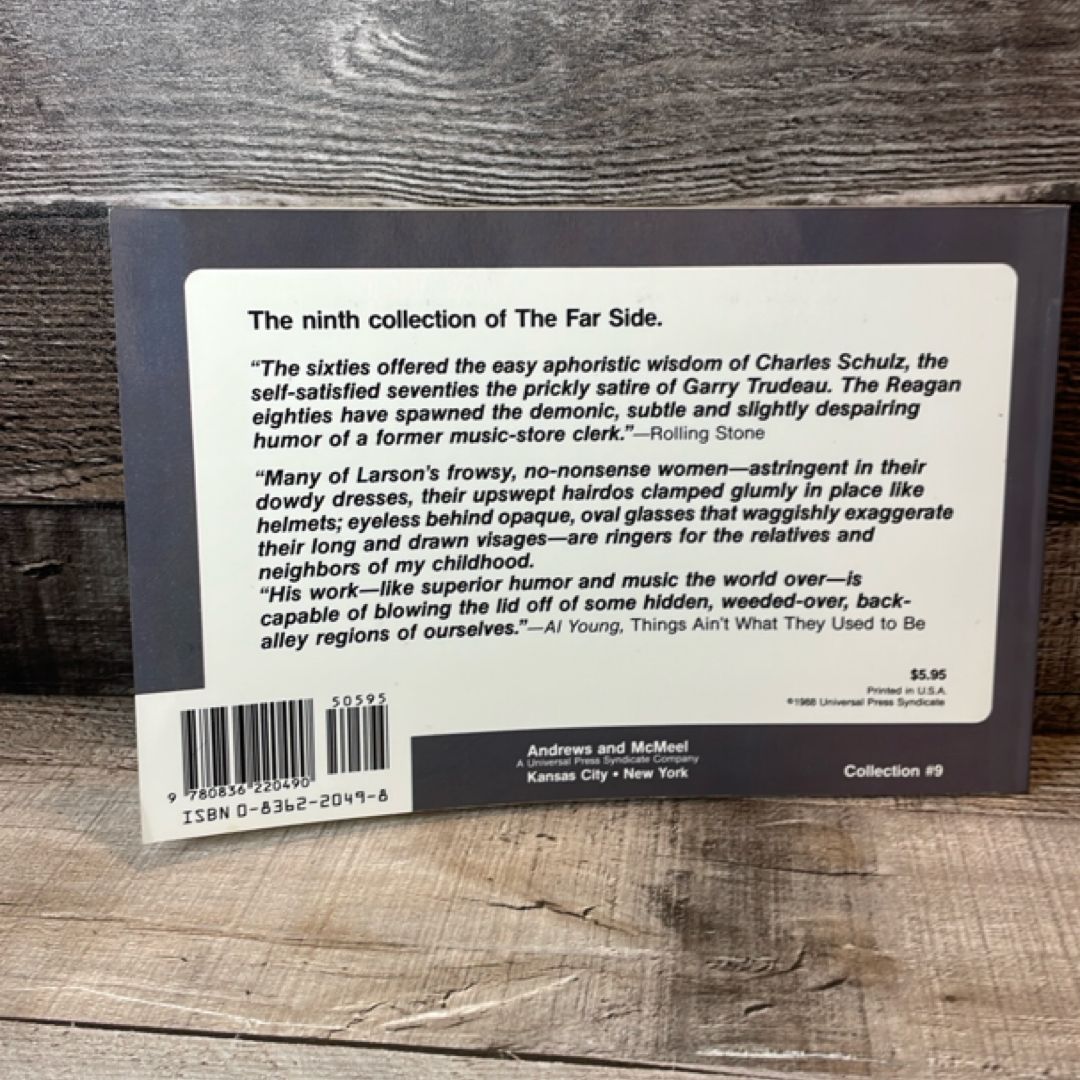 The ninth collection of The Far Side.
“The sixties offered the easy aphoristic wisdom of Charles Schulz, the
self-satisfied seventies the prickly satire of Garry Trudeau. The Reagan
eighties have spawned the demonic, subtle and slightly despairing
humor of a former music-store clerk.”—Rolling Stone
“Many of Larson's frowsy, no-nonsense women—astringent in their
dowdy dresses, their upswept hairdos clamped glumly in place like
helmets; eyeless behind opaque, oval glasses that waggishly exaggerate
their long and drawn visages—are ringers for the relatives and
neighbors of my childhood.
“His work—like superior humor and music the world over—is
capable of blowing the lid off of some hidden, weeded-over, back-
alley regions of ourselves.”—Al Young, Things Ain't What They Used to Be
$5.95
Printed in U.S.A.
©1988 Universal Press Syndicate
50595
9 780836 220490
ISBN 0-8362-2049-8
Andrews and McMeel
A Universal Press Syndicate Company
Kansas City • New York
Collection #9